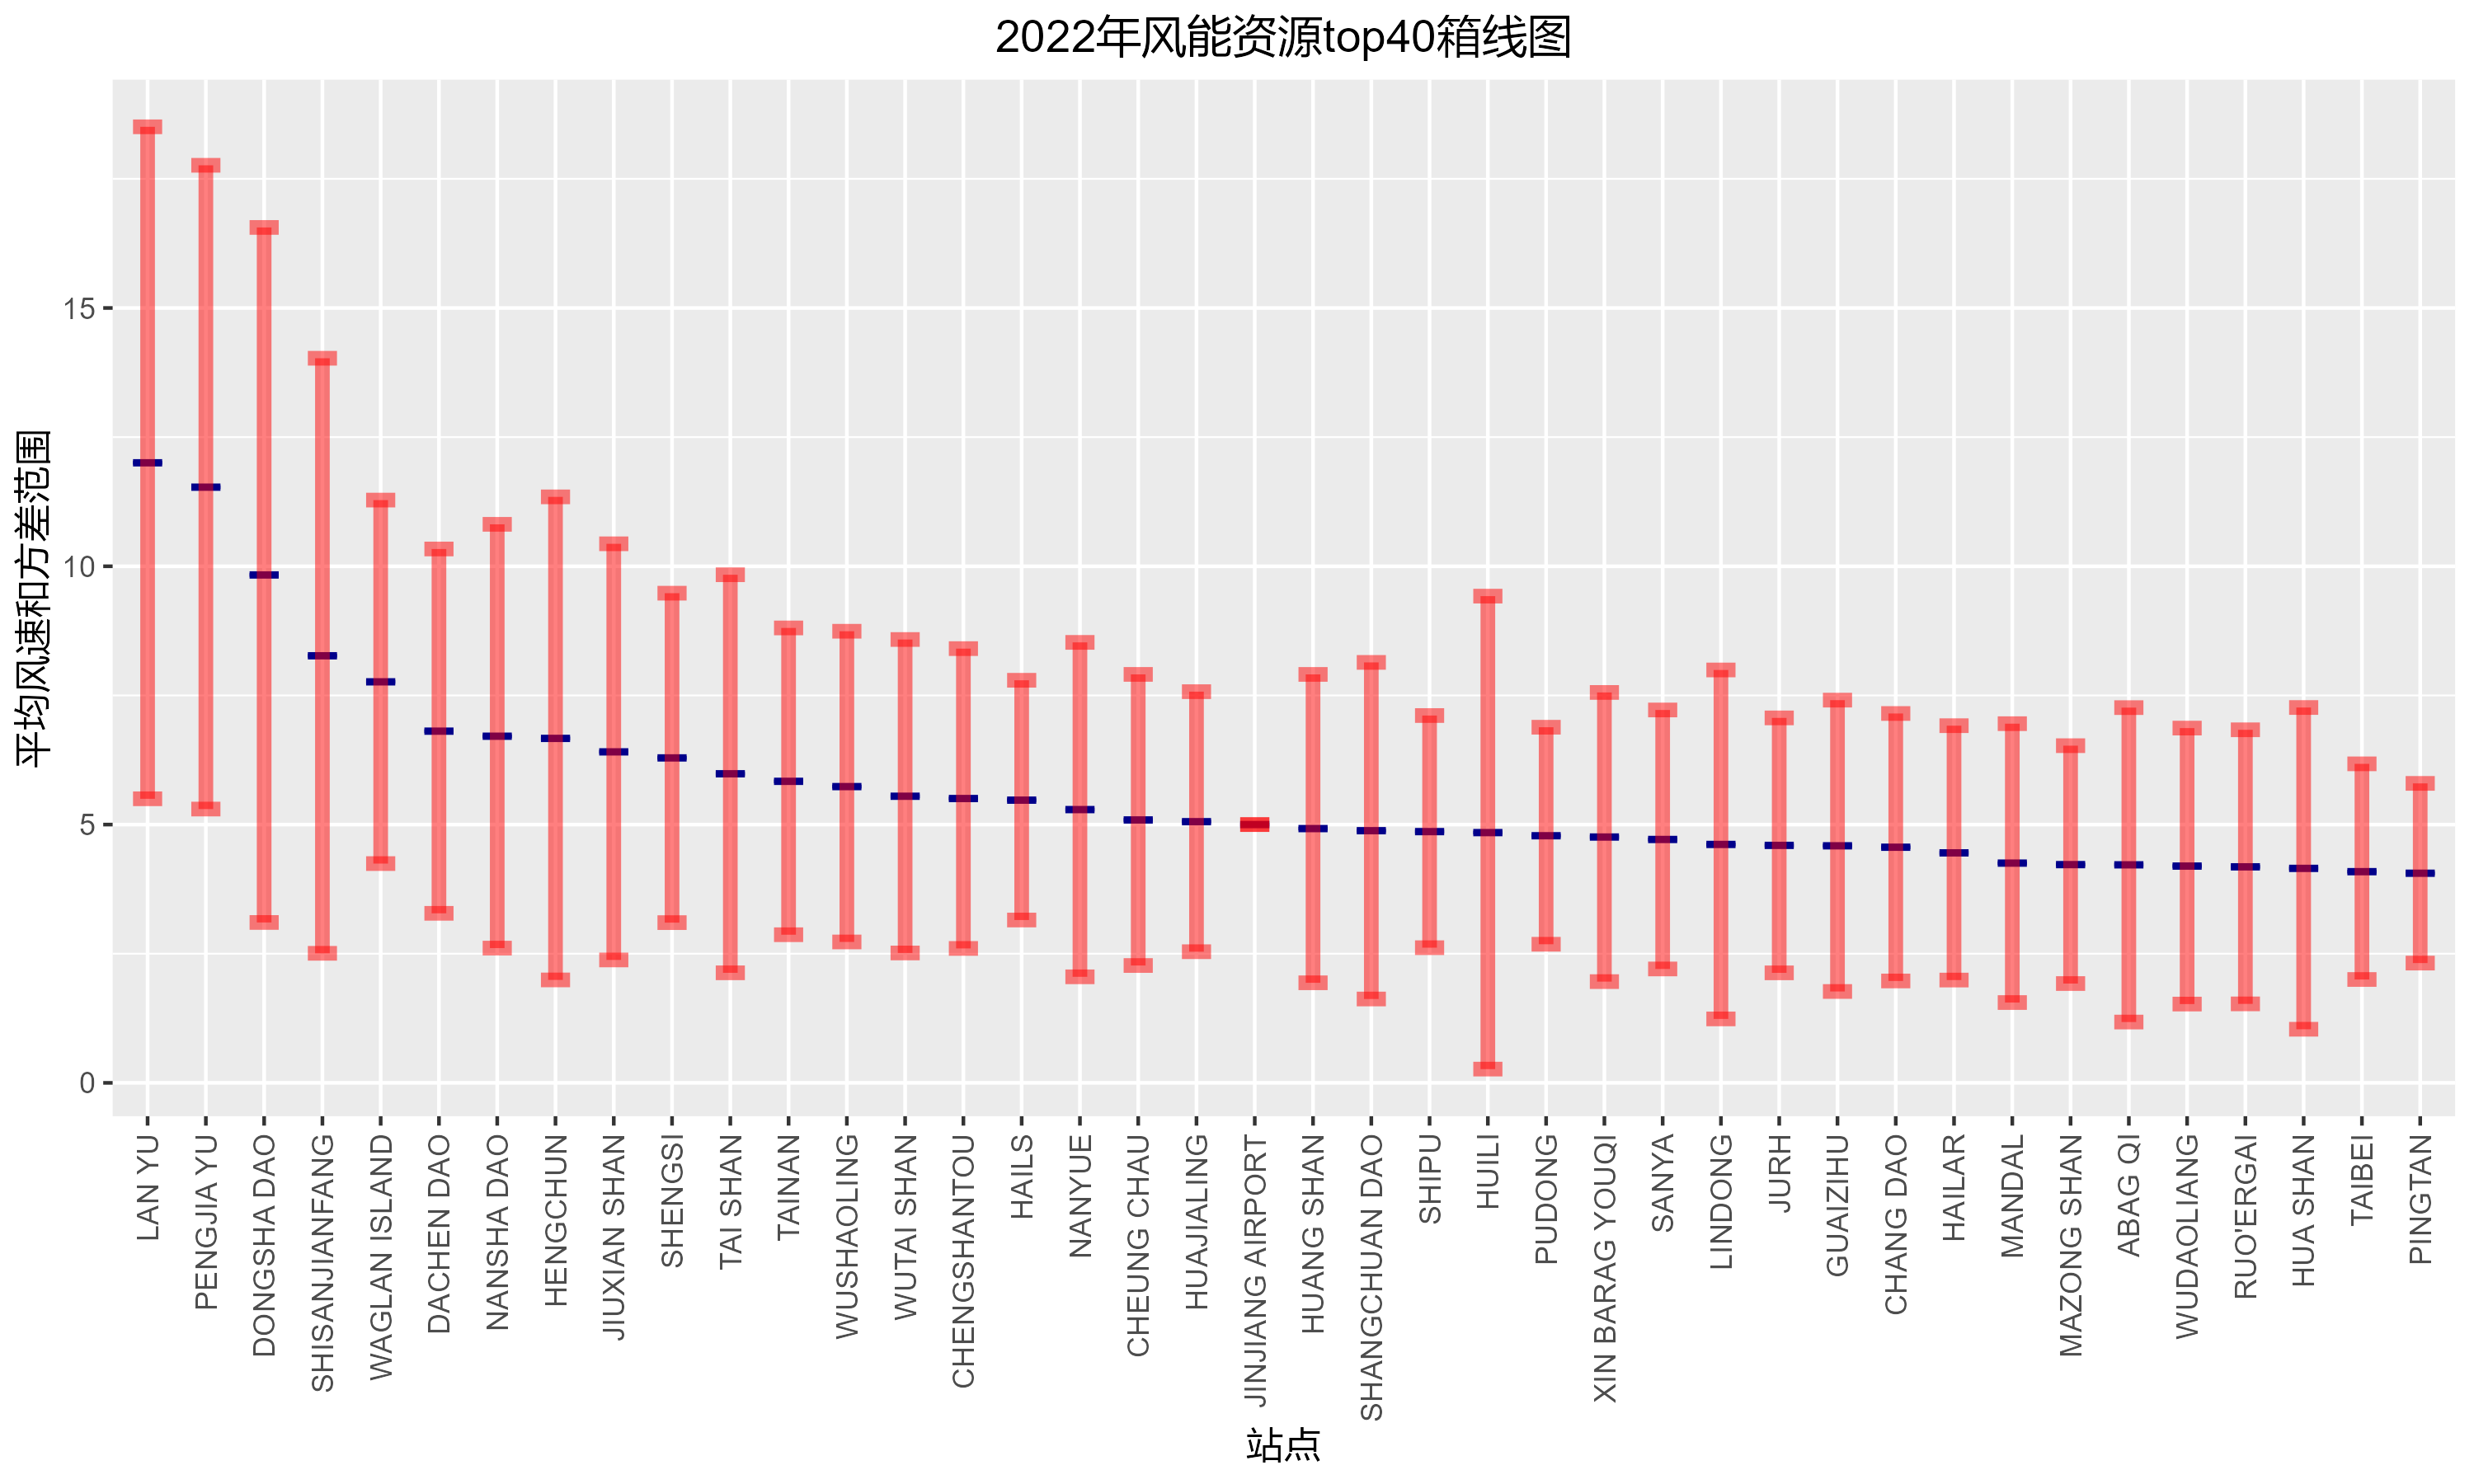 2022年风能资源top40箱线图
平均风速和方差范围
15
10
5
0
LAN YU
PENGJIA YU
DONGSHA DAO
SHISANJIANFANG
WAGLAN ISLAND
DACHEN DAO
NANSHA DAO
HENGCHUN
JIUXIAN SHAN
SHENGSI
TAI SHAN
TAINAN
WUSHAOLING
WUTAI SHAN
CHENGSHANTOU
HAILS
NANYUE
CHEUNG CHAU
HUAJIALING
JINJIANG AIRPORT
HUANG SHAN
SHANGCHUAN DAO
SHIPU
HUILI
PUDONG
XIN BARAG YOUQI
SANYA
LINDONG
JURH
GUAIZIHU
CHANG DAO
HAILAR
MANDAL
MAZONG SHAN
ABAG QI
WUDAOLIANG
RUO'ERGAI
HUA SHAN
TAIBEI
PINGTAN
站点